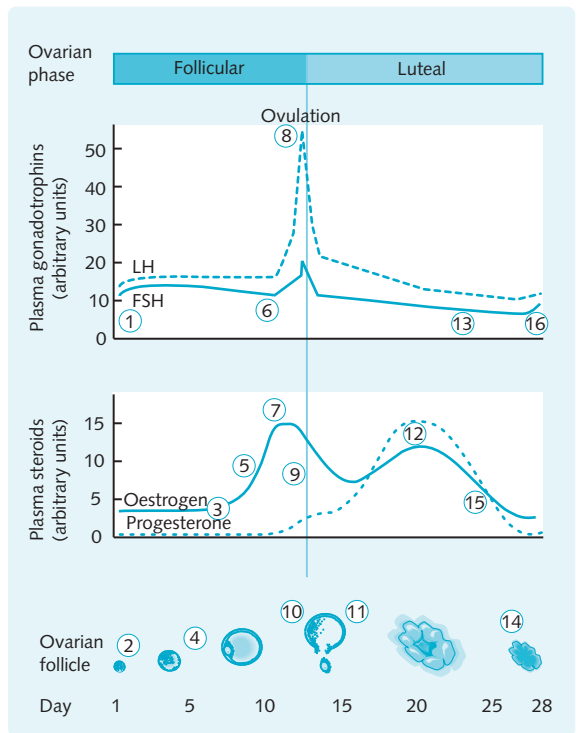 Ovarian
phase
Follicular
Luteal
Ovulation
Plasma gonadotrophins
(arbitrary units)
50
40
30
20
10
0
8
LH
FSH
1
6
13
16
Plasma steroids
(arbitrary units)
15
10
5
0
7
5
9
12
Oestrogen
3
Progesterone
15
Ovarian
follicle
2
4
10
11
14
Day 1 5 10 15 20 25 28